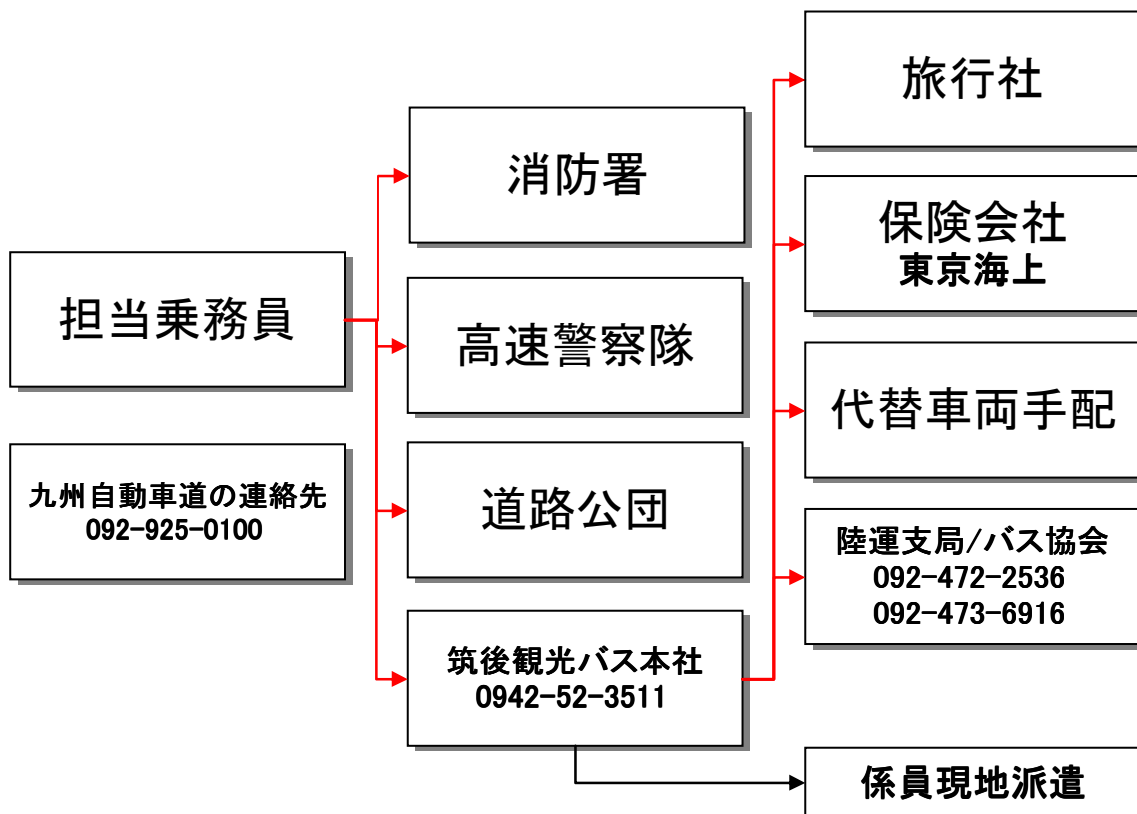 担当乗務員
九州自動車道の連絡先
092-925-0100
消防署
高速警察隊
道路公団
筑後観光バス本社
0942-52-3511
旅行社
保険会社
東京海上
代替車両手配
陸運支局/バス協会
092-472-2536
092-473-6916
係員現地派遣